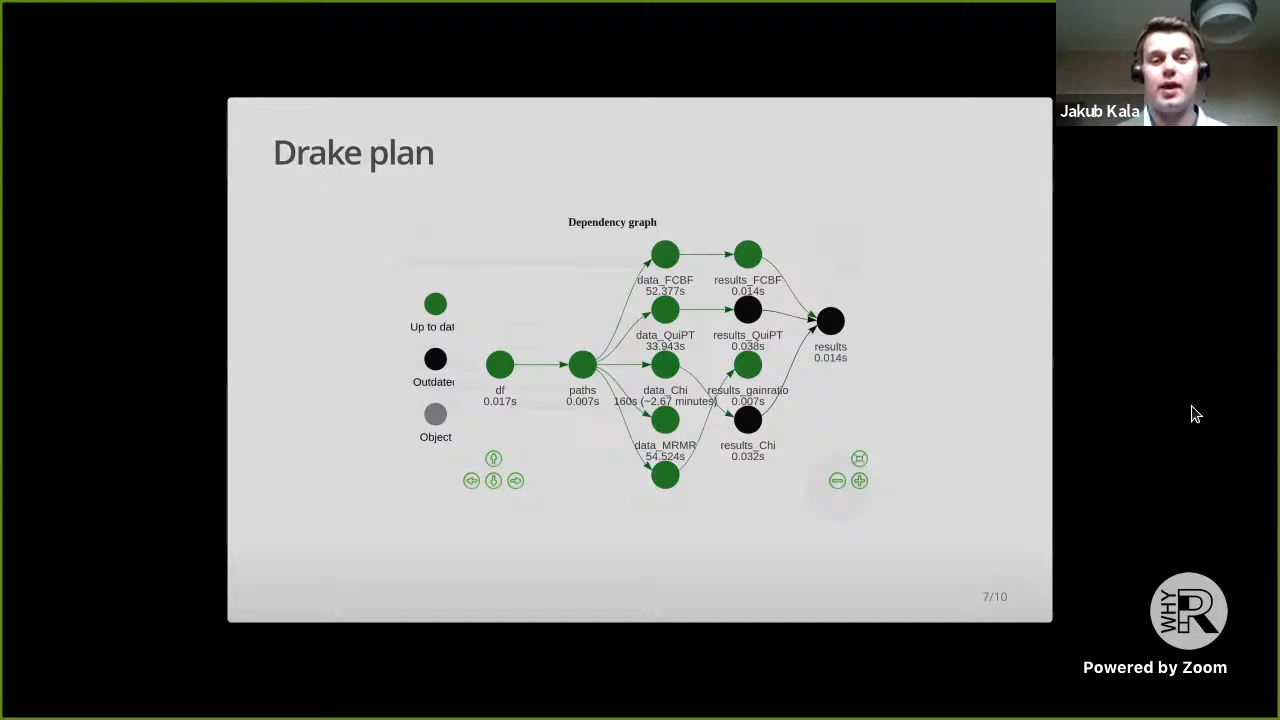 Jakub Kala
Drake plan
Dependency graph
data_FCBF
52.377s
results_FCBF
0.014s
Up to dat
data_QuiPT
33.943s
results_QuiPT
0.038s
results
0.014s
Outdated
df
0.017s
paths
0.007s
data_Chi
160s (~2.67 minutes)
results_gainratio
0.007s
Object
data_MRMR
54.524s
results_Chi
0.032s
7/10
WHY R
Powered by Zoom